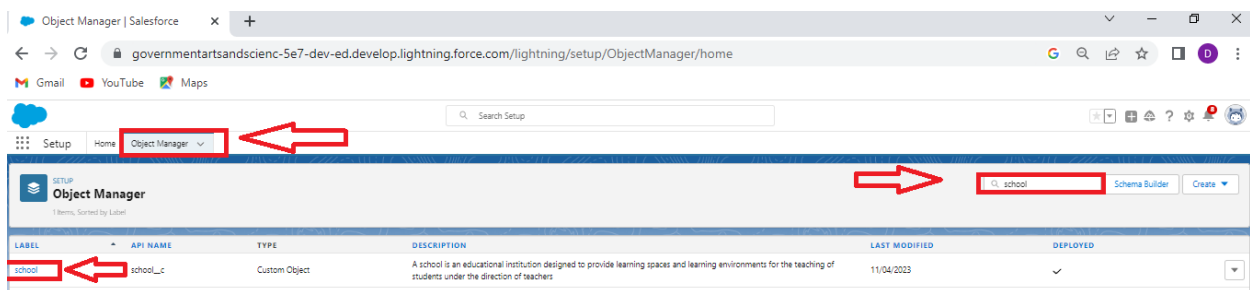 Object Manager | Salesforce
governmentartsandscienc-5e7-dev-ed.develop.lightning.force.com/lightning/setup/ObjectManager/home
G
D
Gmail YouTube Maps
Search Setup
Setup Home Object Manager
SETUP
Object Manager
1 Items, Sorted by Label
school
Schema Builder
Create
LABEL API NAME TYPE DESCRIPTION LAST MODIFIED DEPLOYED
school school__c Custom Object A school is an educational institution designed to provide learning spaces and learning environments for the teaching of 11/04/2023
students under the direction of teachers